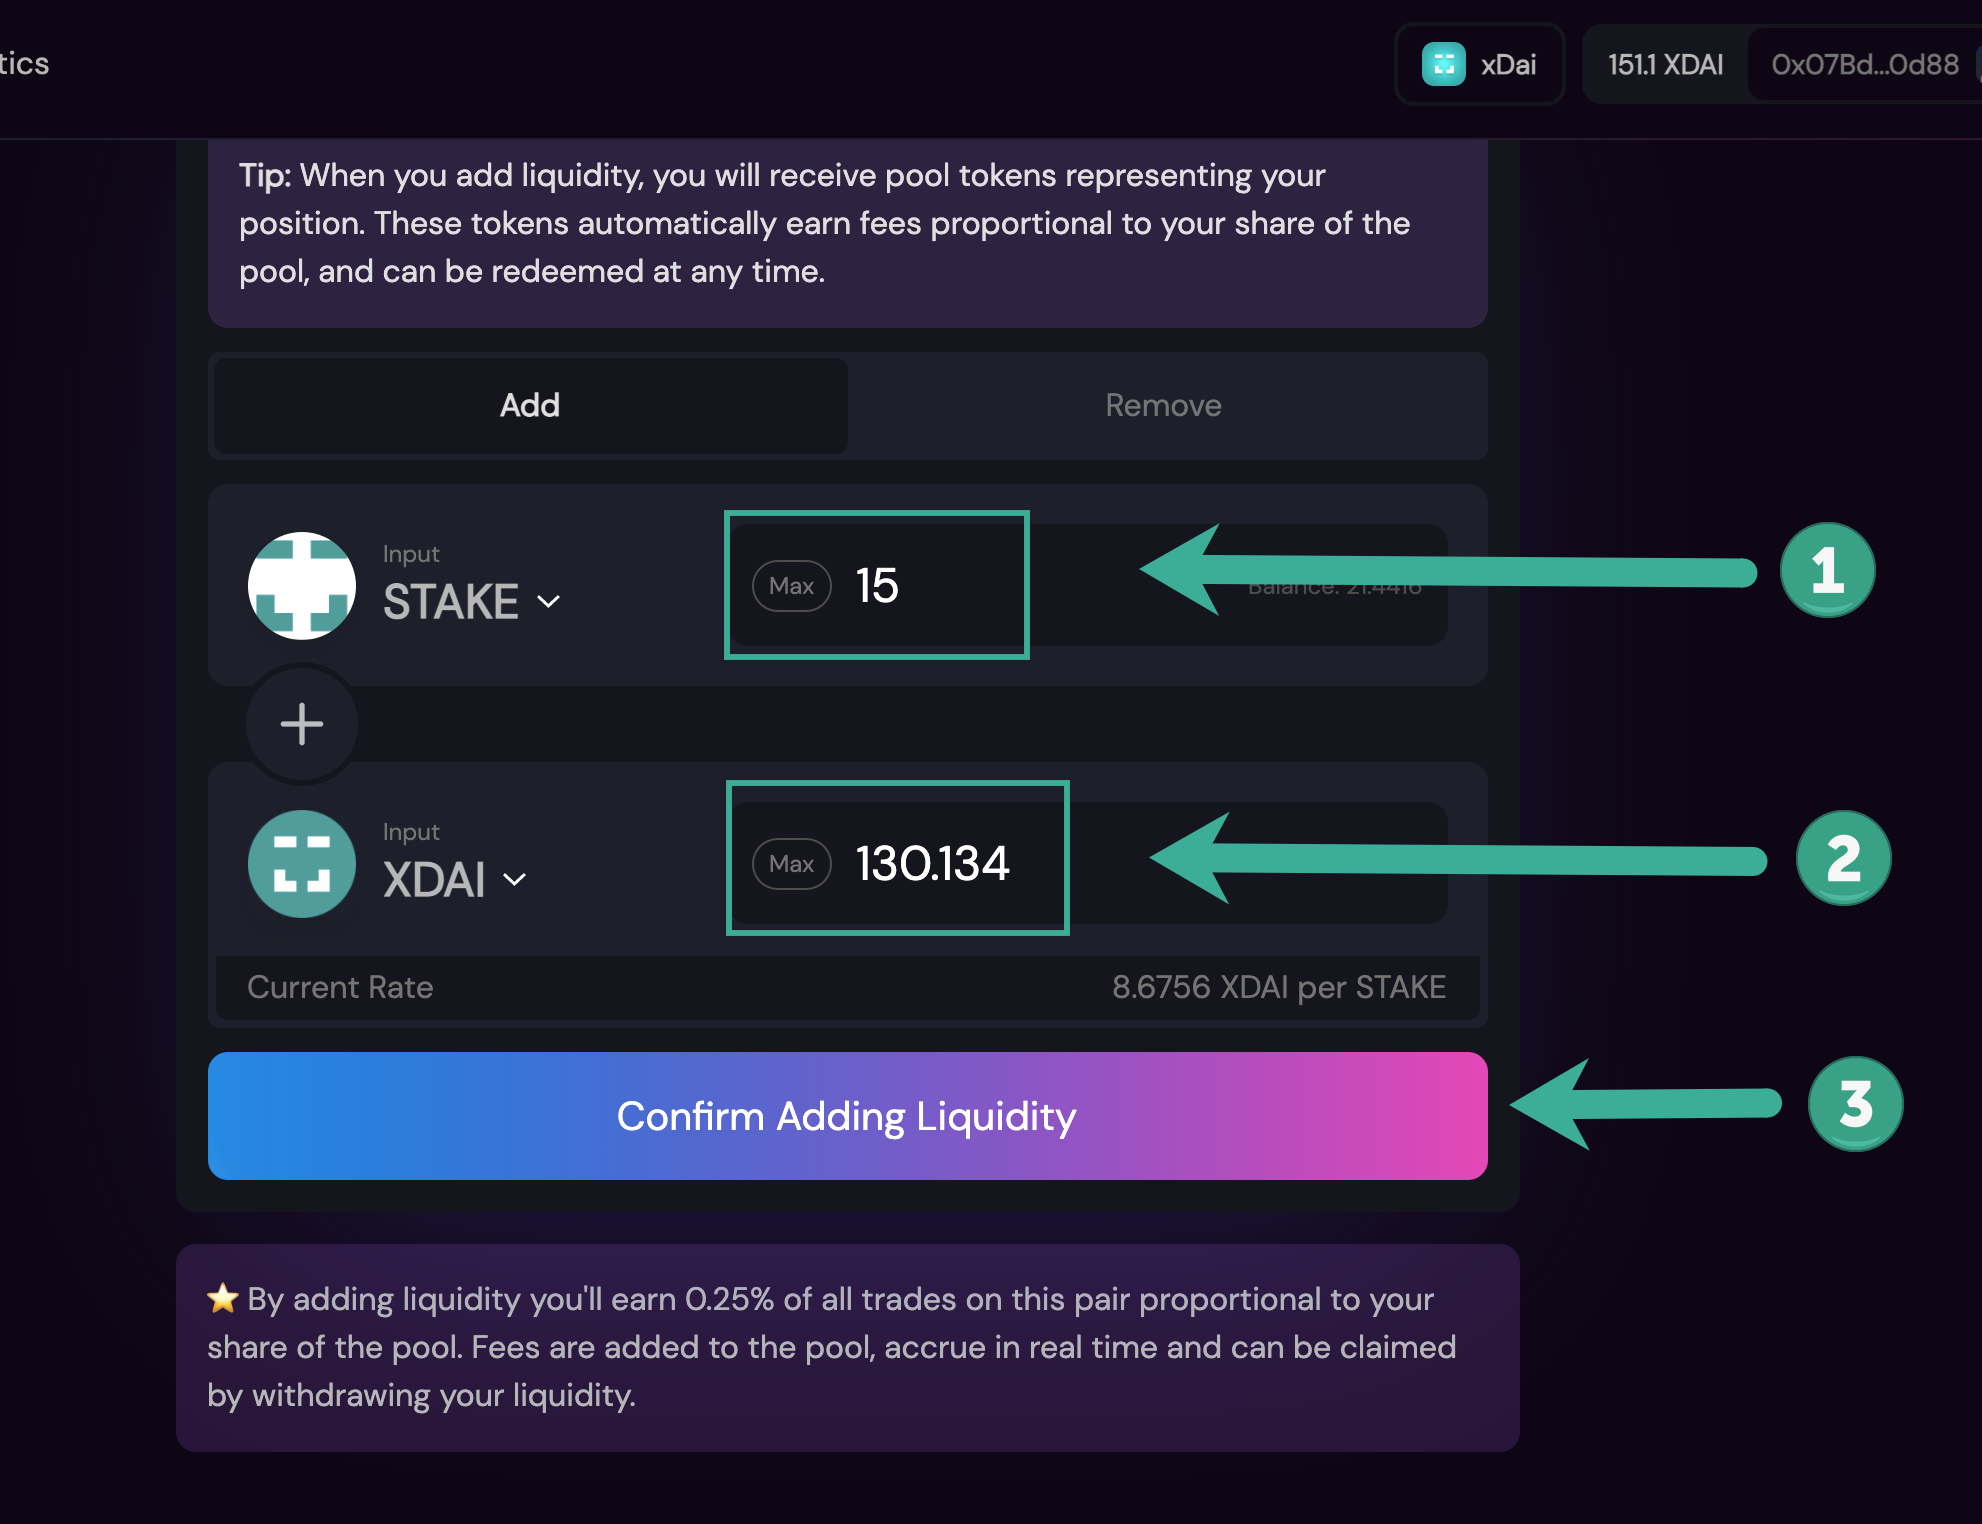 tics
xDai
151.1 XDAI
0x07Bd...0d88
Tip: When you add liquidity, you will receive pool tokens representing your
position. These tokens automatically earn fees proportional to your share of the
pool, and can be redeemed at any time.
Add
Remove
Input
STAKE
Max
15
Balance: 21.4416
1
Input
XDAI
Max
130.134
2
Current Rate
8.6756 XDAI per STAKE
Confirm Adding Liquidity
3
⭐ By adding liquidity you'll earn 0.25% of all trades on this pair proportional to your
share of the pool. Fees are added to the pool, accrue in real time and can be claimed
by withdrawing your liquidity.